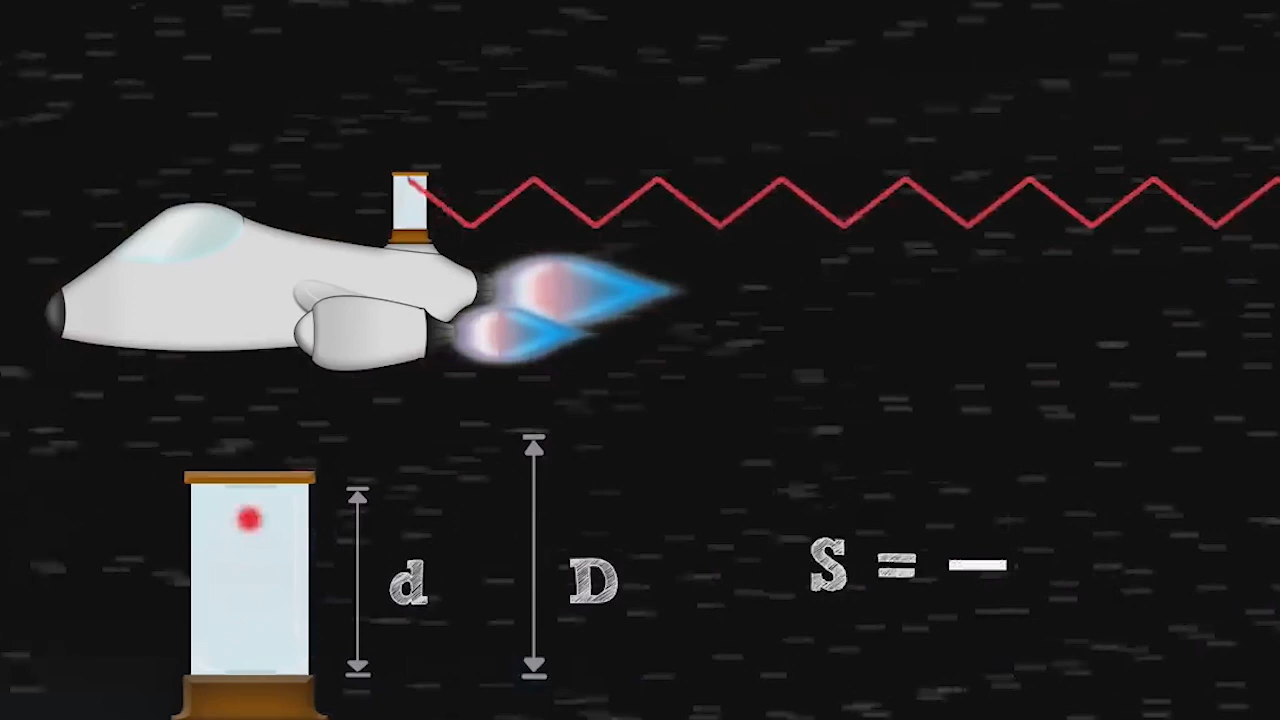 d
D
S = —